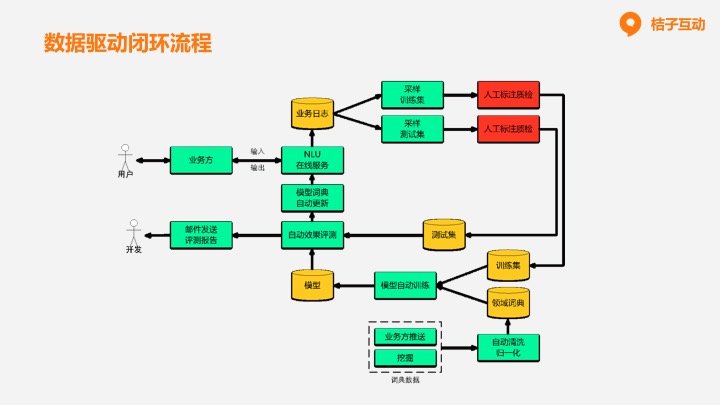 桔子互动
数据驱动闭环流程
采样
训练集
人工标注质检
业务日志
采样
测试集
人工标注质检
用户
业务方
输入
输出
NLU
在线服务
模型词典
自动更新
开发
邮件发送
评测报告
自动效果评测
测试集
训练集
模型
模型自动训练
领域词典
业务方推送
挖掘
自动清洗
归一化
词典数据